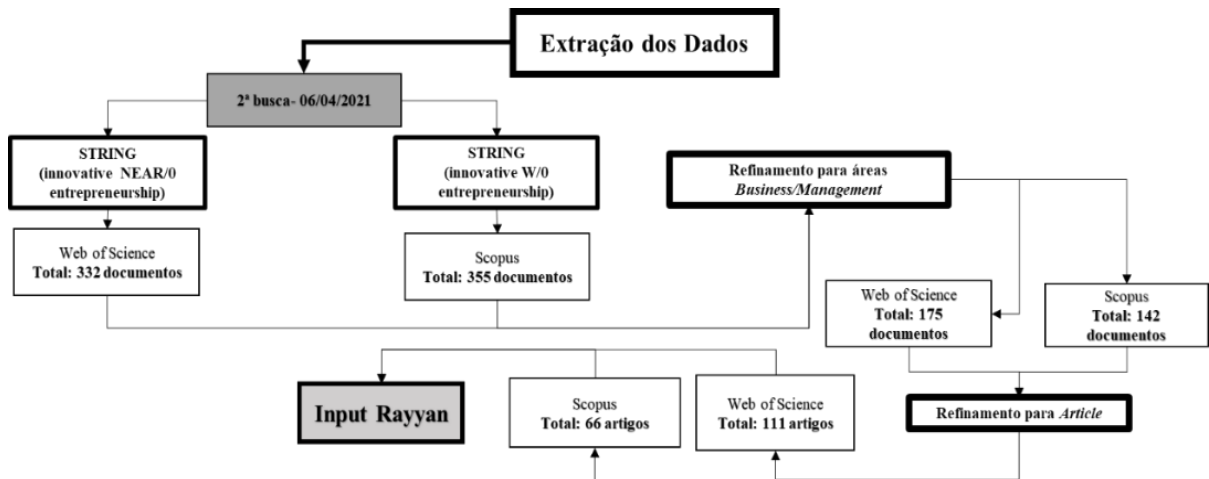 Extração dos Dados
2ª busca- 06/04/2021
STRING
(innovative NEAR/0
entrepreneurship)
STRING
(innovative W/0
entrepreneurship)
Refinamento para áreas
Business/Management
Web of Science
Total: 332 documentos
Scopus
Total: 355 documentos
Web of Science
Total: 175
documentos
Scopus
Total: 142
documentos
Refinamento para Article
Web of Science
Total: 111 artigos
Scopus
Total: 66 artigos
Input Rayyan